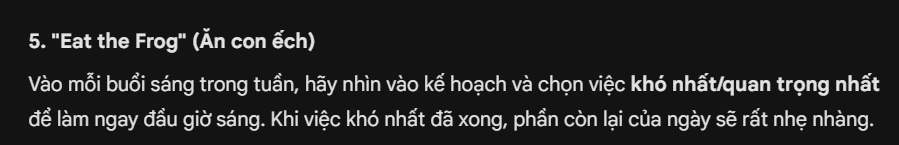 5. "Eat the Frog" (Ăn con ếch)
Vào mỗi buổi sáng trong tuần, hãy nhìn vào kế hoạch và chọn việc khó nhất/quan trọng nhất
để làm ngay đầu giờ sáng. Khi việc khó nhất đã xong, phần còn lại của ngày sẽ rất nhẹ nhàng.